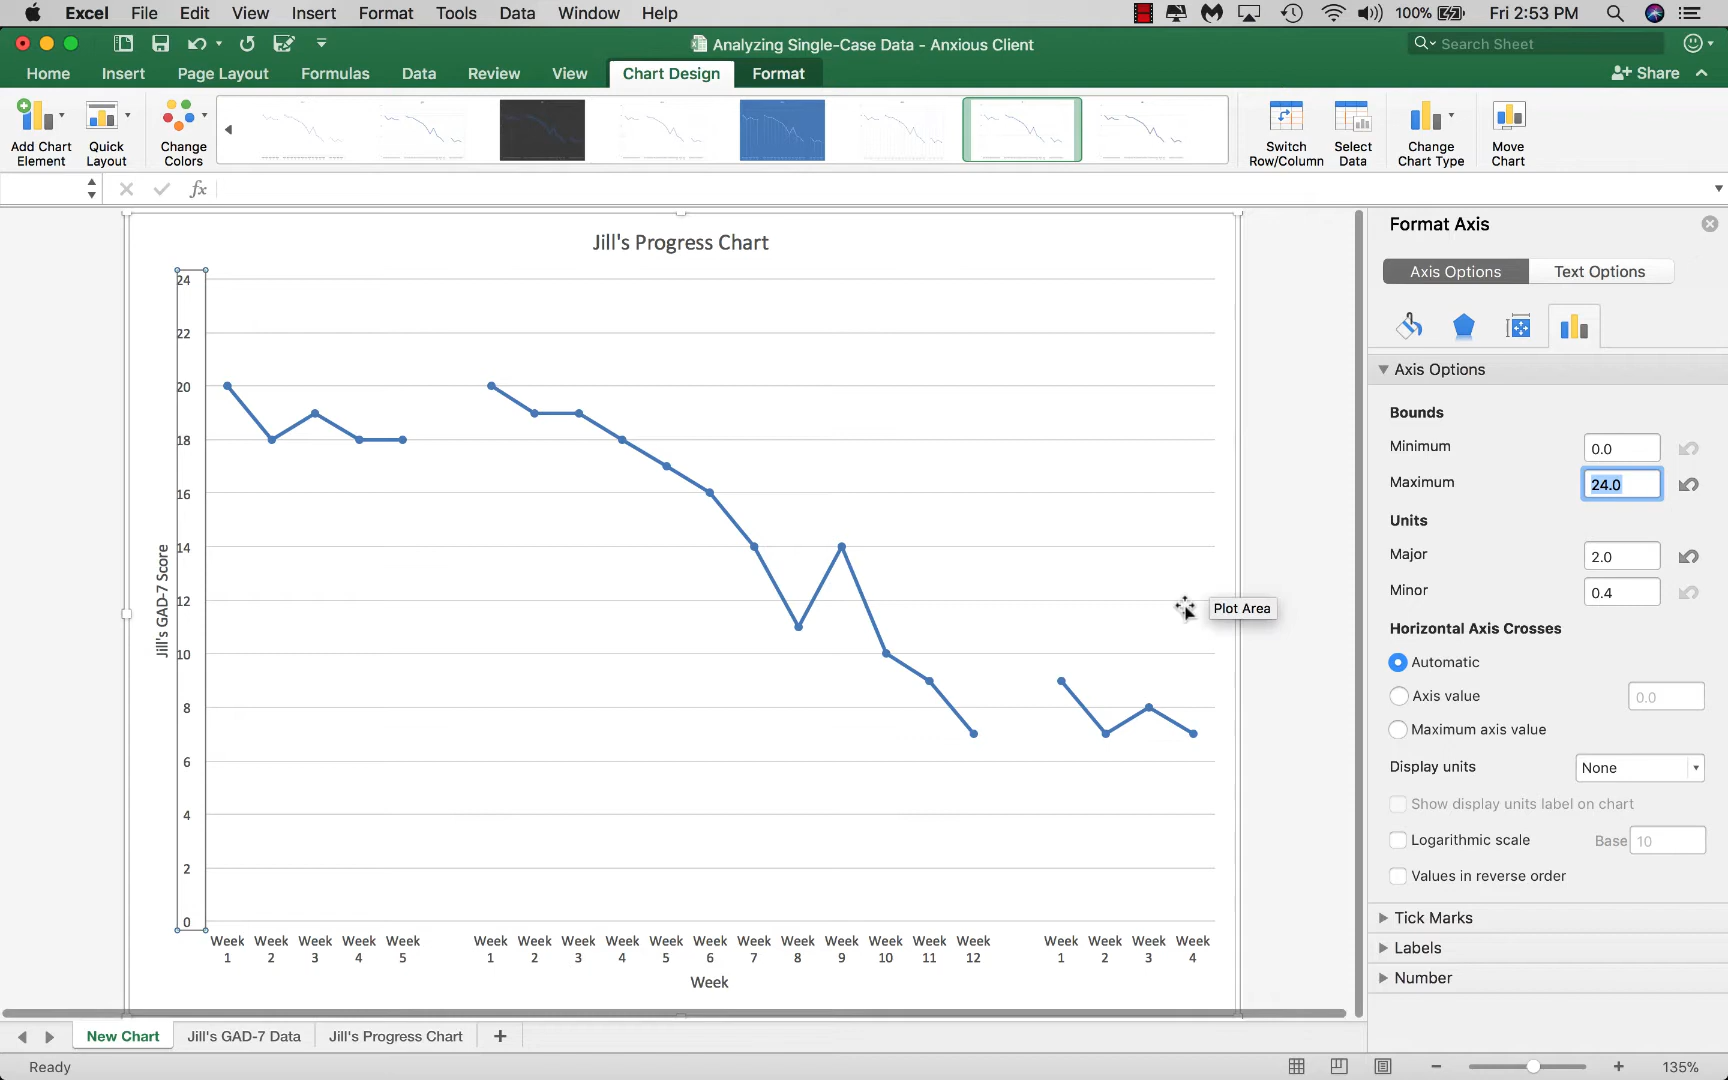 Excel File Edit View Insert Format Tools Data Window Help 100% Fri 2:53 PM
Analyzing Single-Case Data - Anxious Client Search Sheet
Home Insert Page Layout Formulas Data Review View Chart Design Format Share
Add Chart Element
Quick Layout
Change Colors
Switch Row/Column
Select Data
Change Chart Type
Move Chart
fx
Jill's Progress Chart
24
22
20
18
16
14
12
10
8
6
4
2
0
Jill's GAD-7 Score
Plot Area
Week Week Week Week Week Week Week Week Week Week Week Week Week Week Week Week Week Week Week Week Week
1 2 3 4 5 1 2 3 4 5 6 7 8 9 10 11 12 1 2 3 4
Week
Format Axis
Axis Options Text Options
Axis Options
Bounds
Minimum 0.0
Maximum 24.0
Units
Major 2.0
Minor 0.4
Horizontal Axis Crosses
Automatic
Axis value 0.0
Maximum axis value
Display units None
Show display units label on chart
Logarithmic scale Base 10
Values in reverse order
Tick Marks
Labels
Number
New Chart Jill's GAD-7 Data Jill's Progress Chart +
Ready 135%